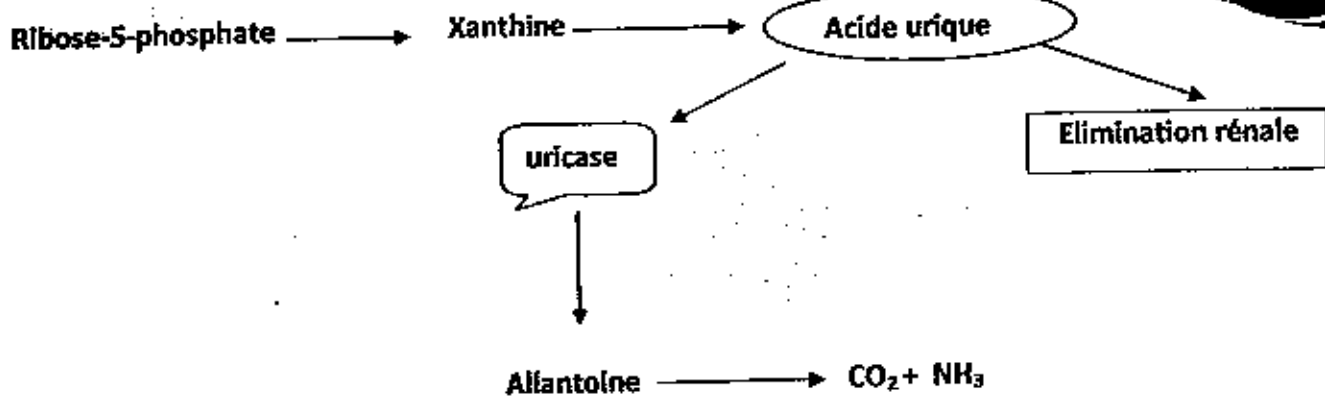 Ribose-5-phosphate → Xanthine → Acide urique
Elimination rénale
uricase
Allantoïne → CO₂ + NH₃